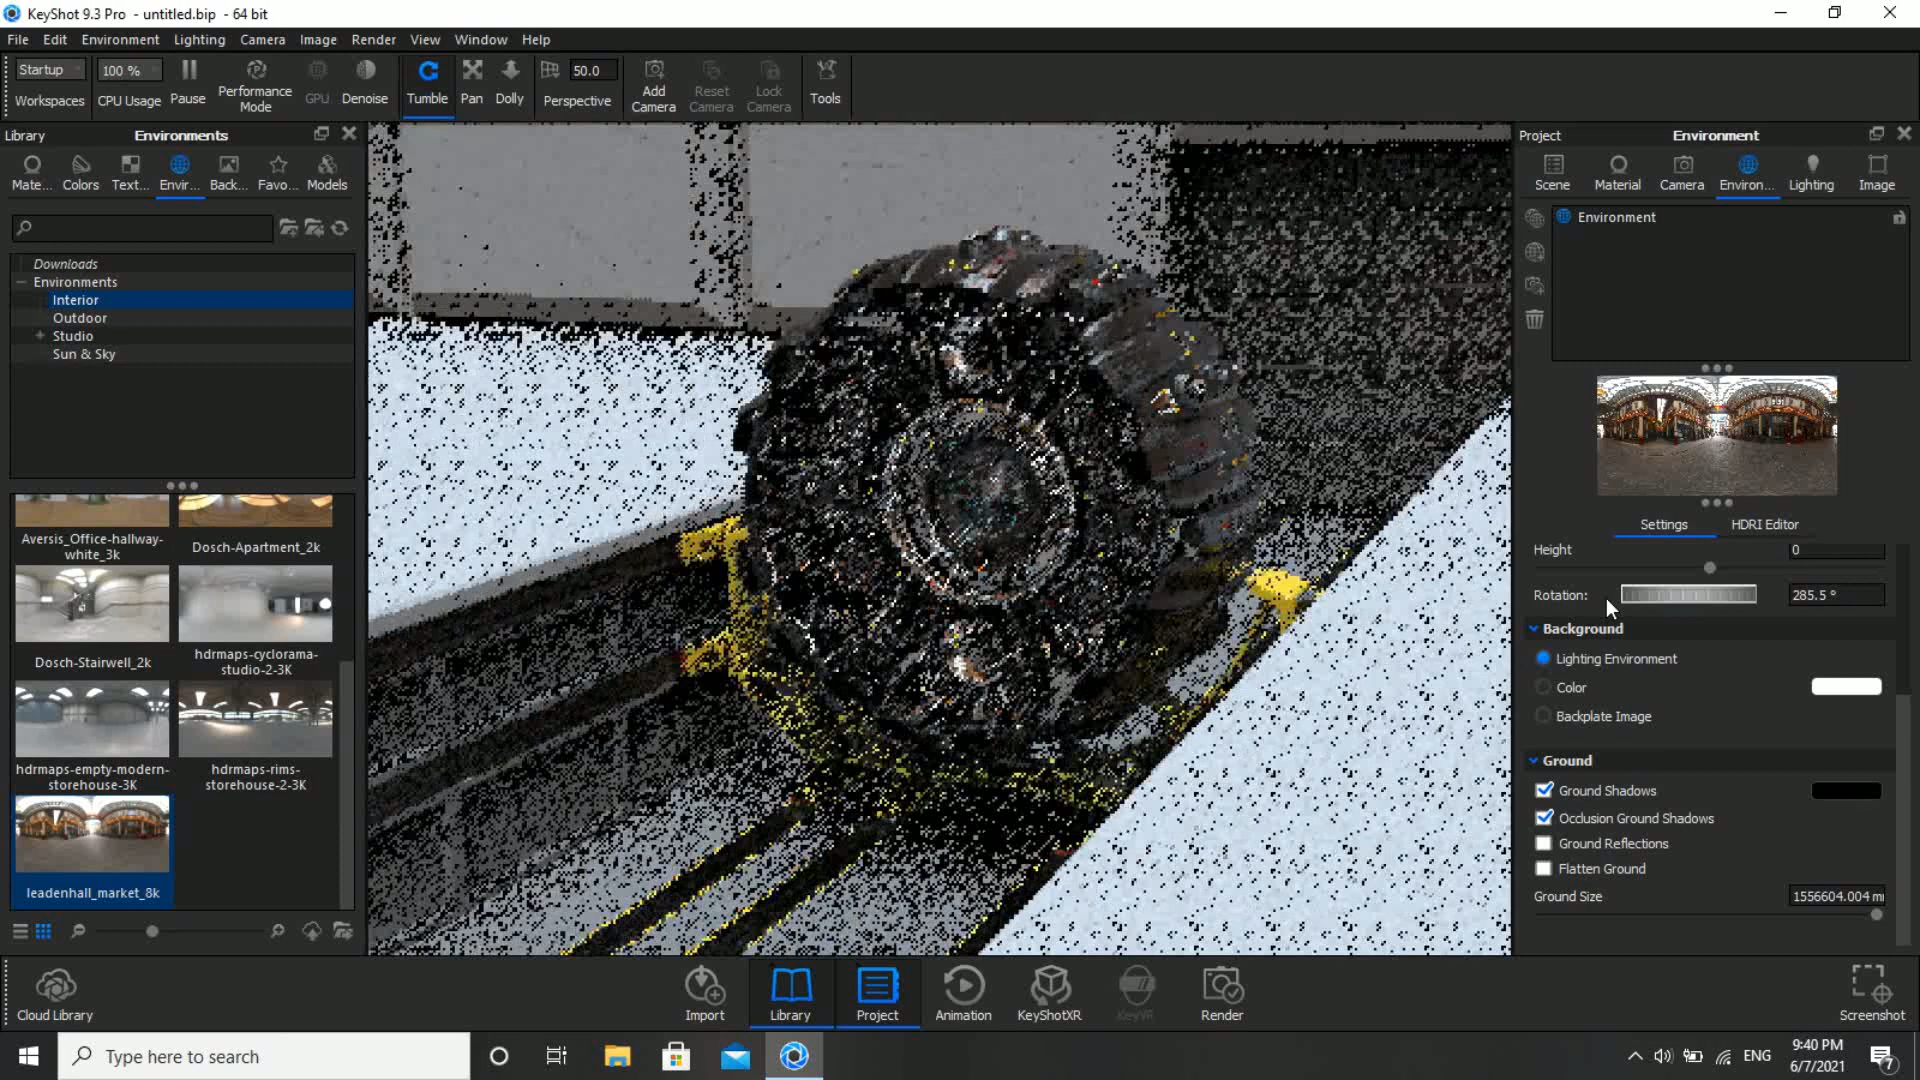 KeyShot 9.3 Pro - untitled.bip - 64 bit
File Edit Environment Lighting Camera Image Render View Window Help
Startup
100 %
50.0
Workspaces
CPU Usage
Pause
Performance Mode
GPU
Denoise
Tumble
Pan
Dolly
Perspective
Add Camera
Reset Camera
Lock Camera
Tools
Library
Environments
Mate...
Colors
Text...
Envir...
Back...
Favo...
Models
Downloads
Environments
Interior
Outdoor
Studio
Sun & Sky
Aversis_Office-hallway-
white_3k
Dosch-Apartment_2k
Dosch-Stairwell_2k
hdrmaps-cyclorama-
studio-2-3K
hdrmaps-empty-modern-
storehouse-3K
hdrmaps-rims-
storehouse-2-3K
leadenhall_market_8k
Project
Environment
Scene
Material
Camera
Environ...
Lighting
Image
Environment
Settings
HDRI Editor
Height
0
Rotation:
285.5 °
Background
Lighting Environment
Color
Backplate Image
Ground
Ground Shadows
Occlusion Ground Shadows
Ground Reflections
Flatten Ground
Ground Size
1556604.004 m
Cloud Library
Import
Library
Project
Animation
KeyShotXR
KeyVR
Render
Screenshot
Type here to search
ENG
9:40 PM
6/7/2021
7